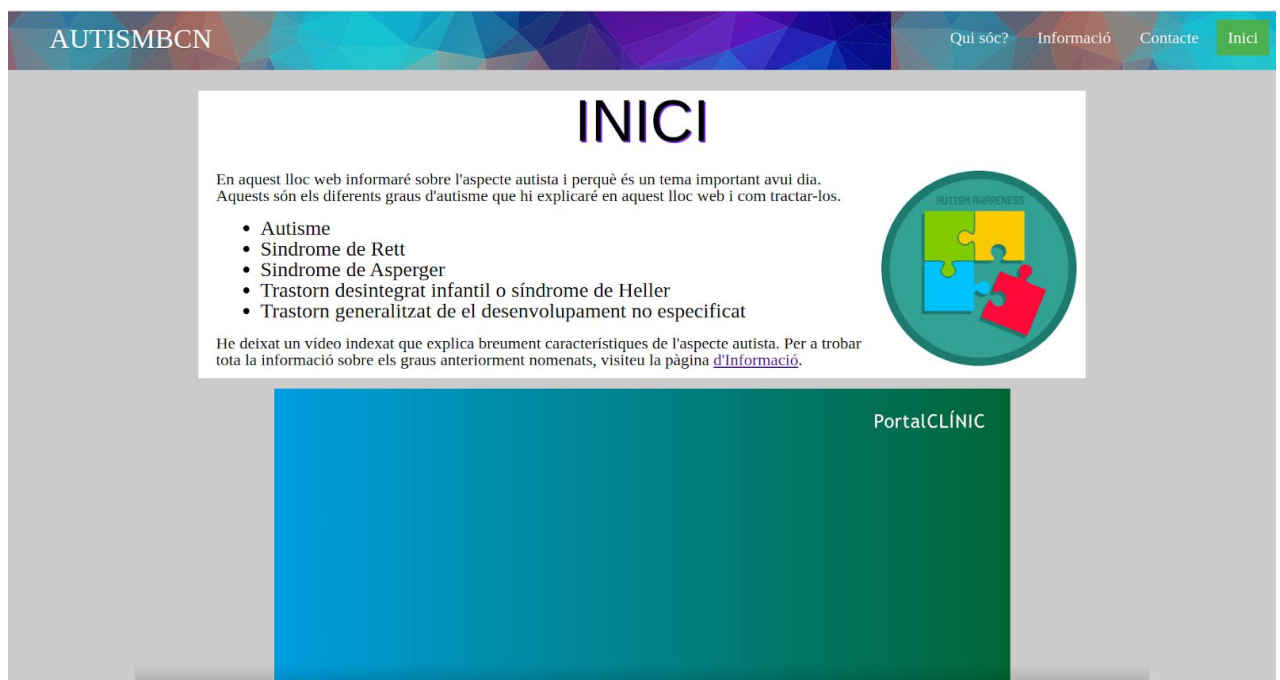 AUTISMBCN
Qui sóc? Informació Contacte Inici
INICI
En aquest lloc web informaré sobre l'aspecte autista i perquè és un tema important avui dia.
Aquests són els diferents graus d'autisme que hi explicaré en aquest lloc web i com tractar-los.
• Autisme
• Sindrome de Rett
• Sindrome de Asperger
• Trastorn desintegrat infantil o síndrome de Heller
• Trastorn generalitzat de el desenvolupament no especificat
He deixat un vídeo indexat que explica breument característiques de l'aspecte autista. Per a trobar
tota la informació sobre els graus anteriorment nomenats, visiteu la pàgina d'Informació.
AUTISM AWARENESS
PortalCLÍNIC